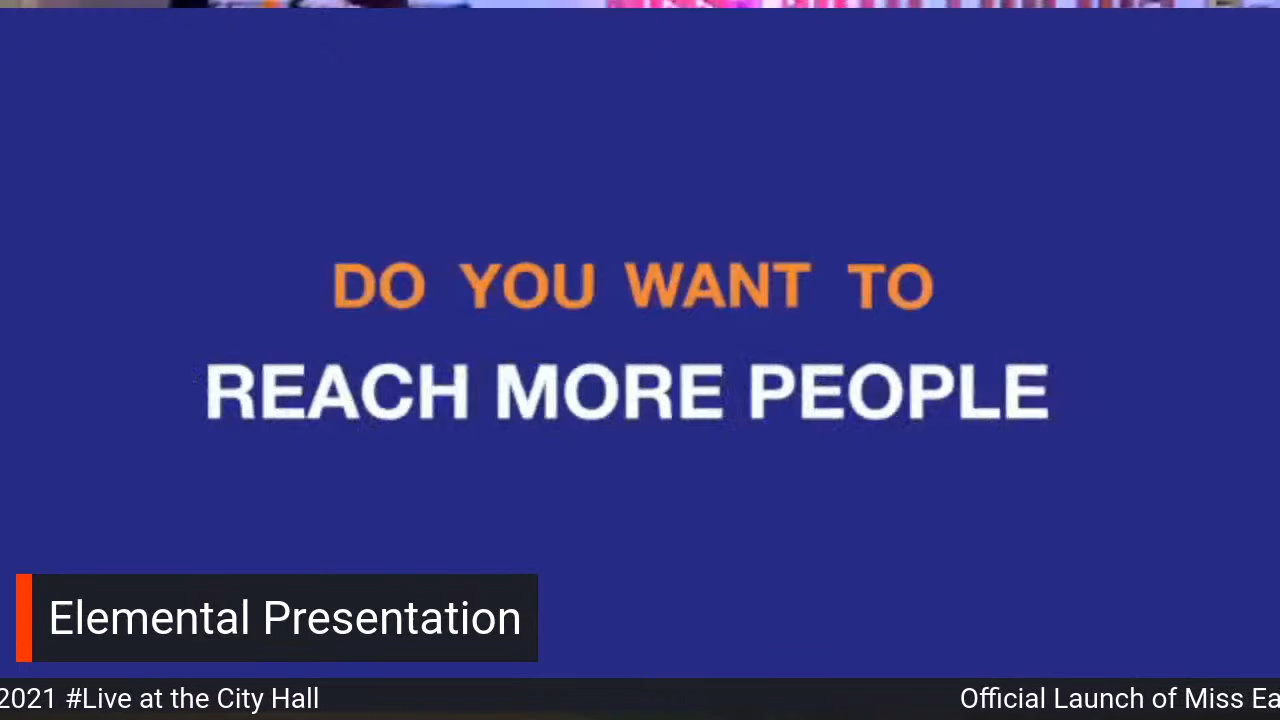 DO YOU WANT TO
REACH MORE PEOPLE
Elemental Presentation
2021 #Live at the City Hall
Official Launch of Miss Ea